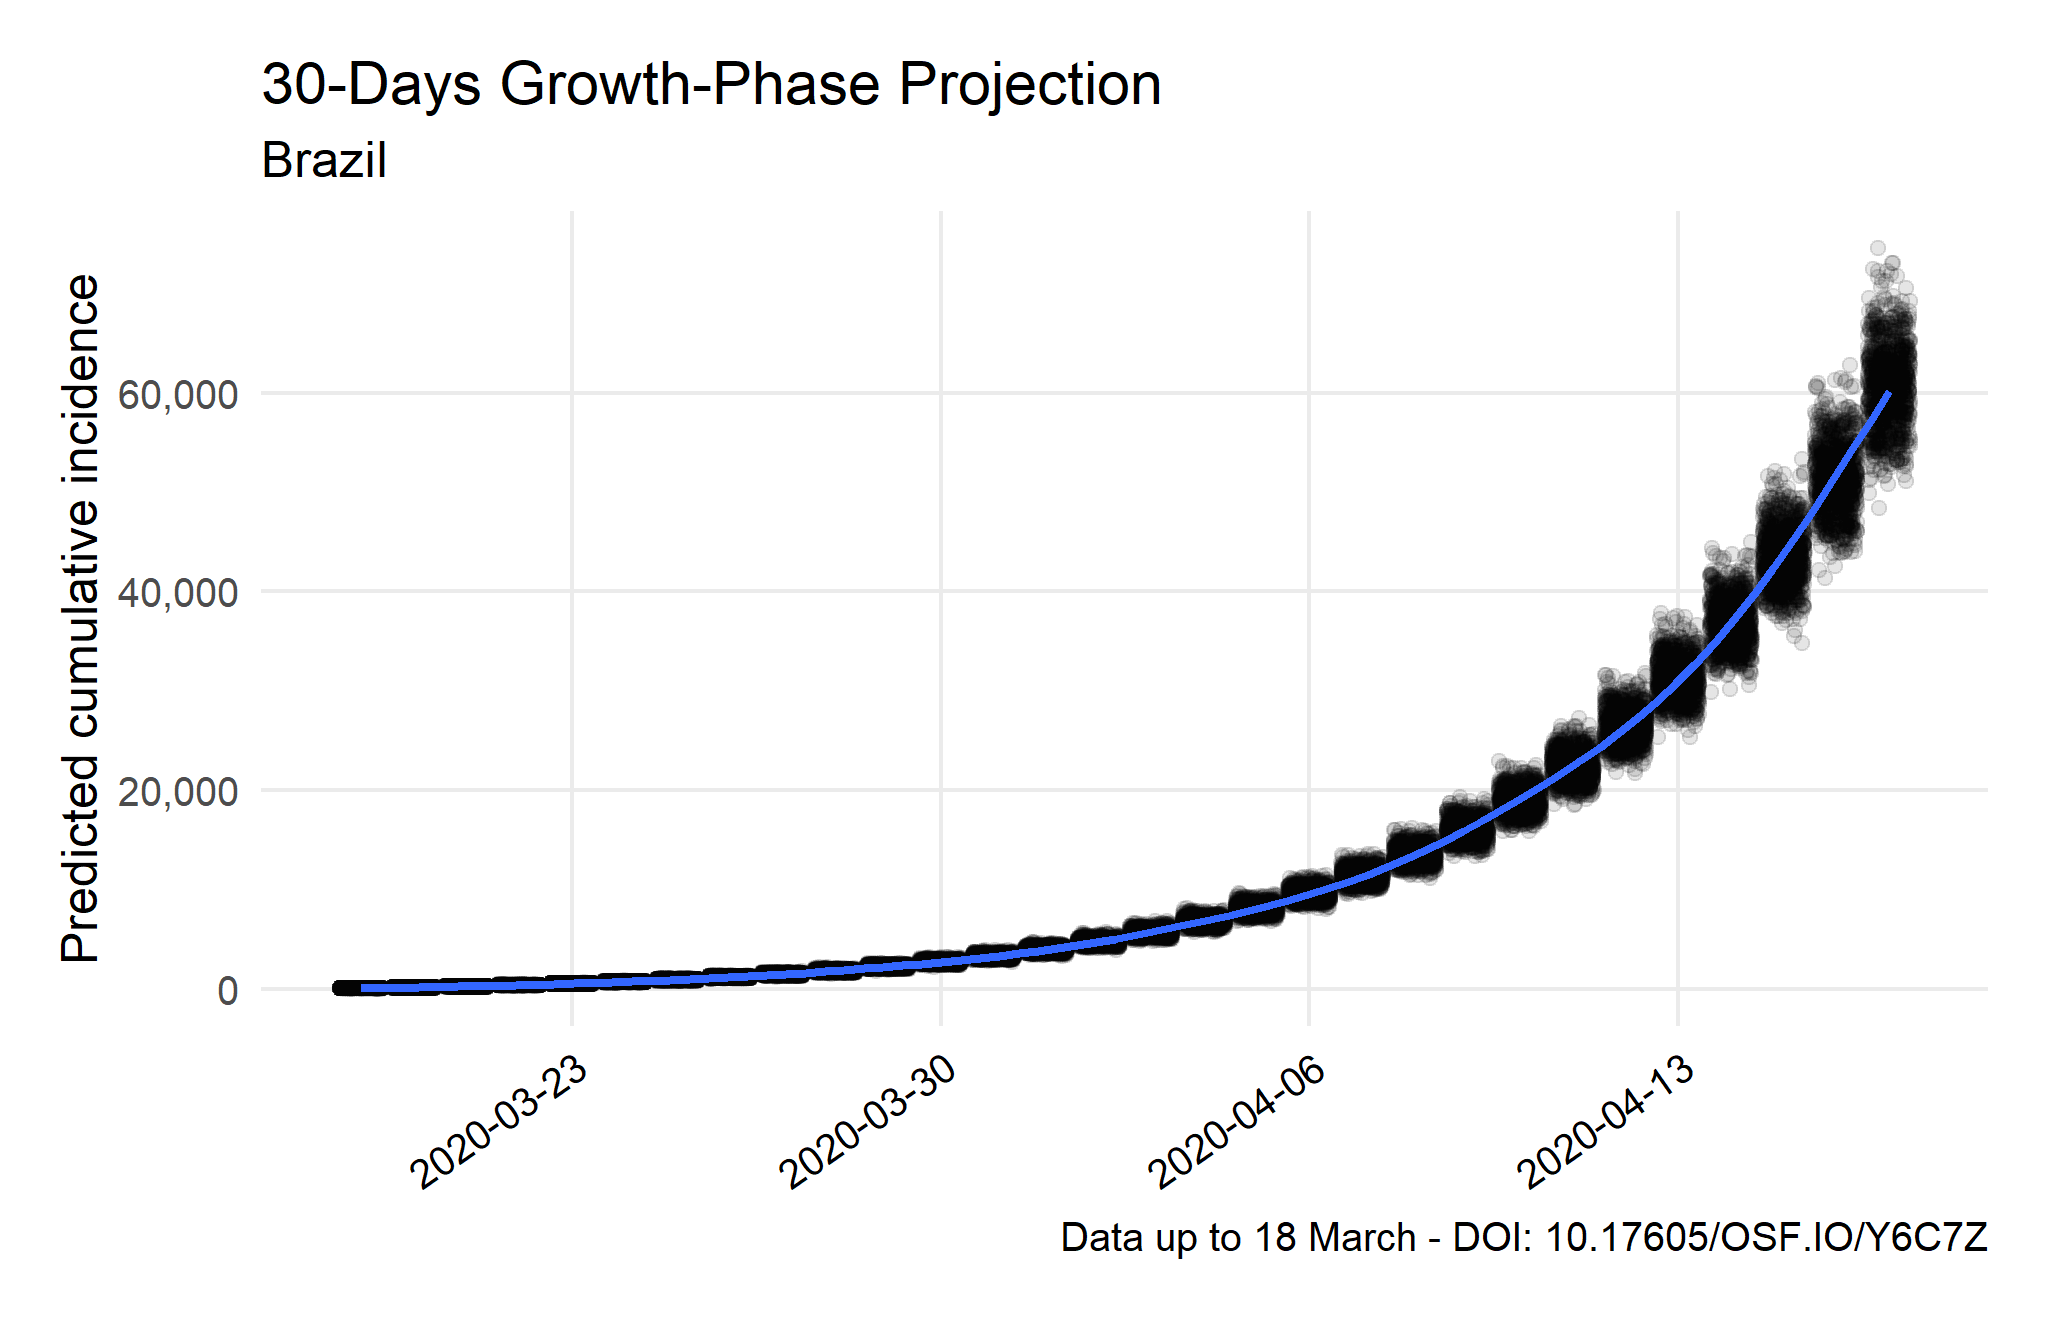 30-Days Growth-Phase Projection
Brazil
Predicted cumulative incidence
60,000
40,000
20,000
0
2020-03-23
2020-03-30
2020-04-06
2020-04-13
Data up to 18 March - DOI: 10.17605/OSF.IO/Y6C7Z